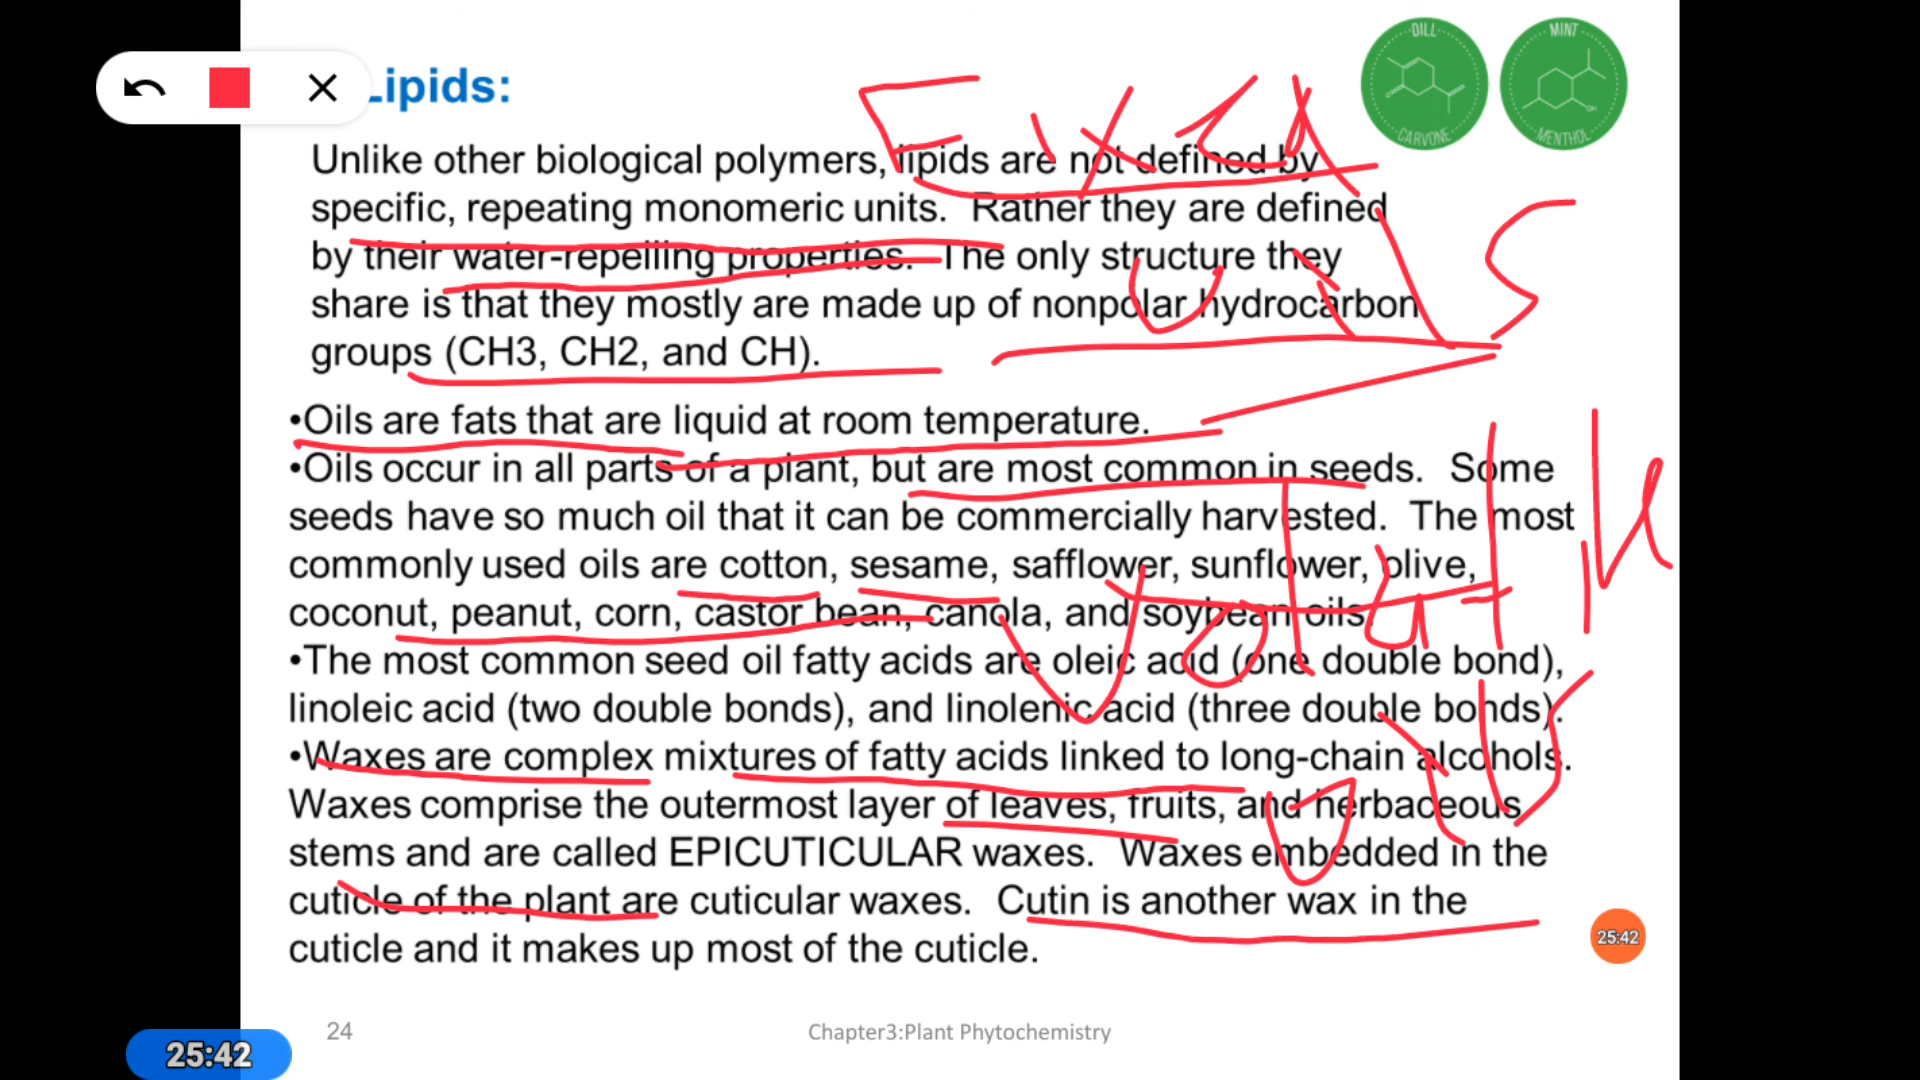 Lipids:
DILL
CARVONE
MINT
MENTHOL
OH
Unlike other biological polymers, lipids are not defined by
specific, repeating monomeric units. Rather they are defined
by their water-repelling properties. The only structure they
share is that they mostly are made up of nonpolar hydrocarbon
groups (CH3, CH2, and CH).
•Oils are fats that are liquid at room temperature.
•Oils occur in all parts of a plant, but are most common in seeds. Some
seeds have so much oil that it can be commercially harvested. The most
commonly used oils are cotton, sesame, safflower, sunflower, olive,
coconut, peanut, corn, castor bean, canola, and soybean oils.
•The most common seed oil fatty acids are oleic acid (one double bond),
linoleic acid (two double bonds), and linolenic acid (three double bonds).
•Waxes are complex mixtures of fatty acids linked to long-chain alcohols.
Waxes comprise the outermost layer of leaves, fruits, and herbaceous
stems and are called EPICUTICULAR waxes. Waxes embedded in the
cuticle of the plant are cuticular waxes. Cutin is another wax in the
cuticle and it makes up most of the cuticle.
Fixed
oils
Volatile
oils
25:42
24
Chapter3:Plant Phytochemistry
25:42